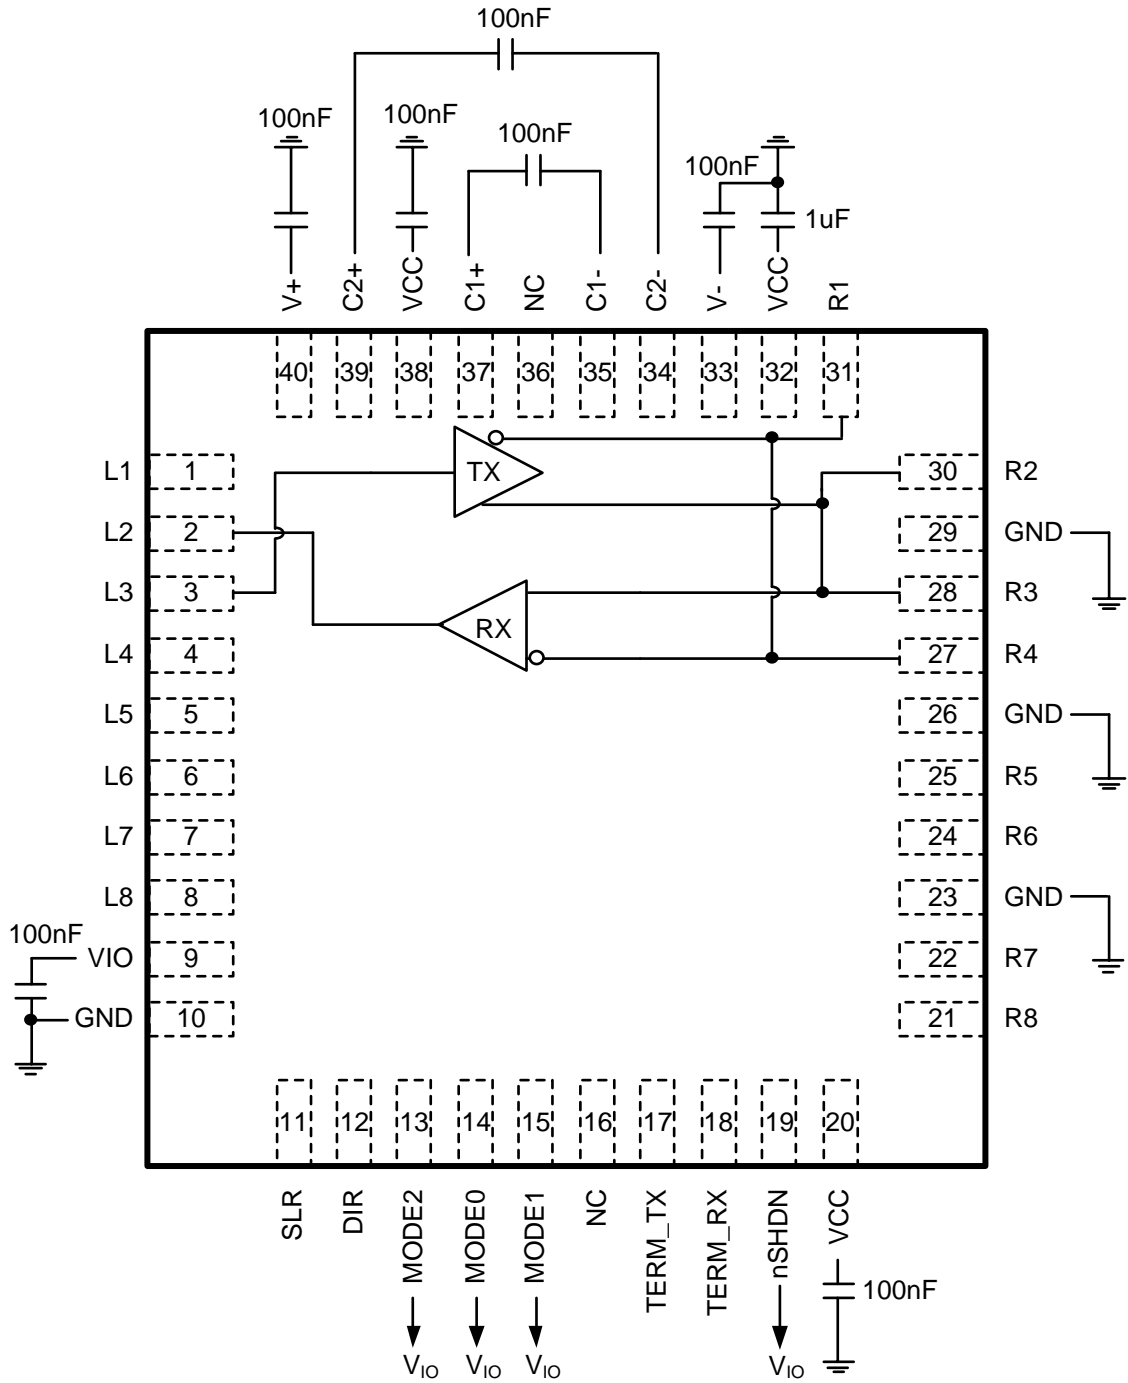 100nF
100nF
100nF
100nF
100nF
1uF
V+
C2+
VCC
C1+
NC
C1-
C2-
V-
VCC
R1
40
39
38
37
36
35
34
33
32
31
TX
L1
1
30
R2
L2
2
29
GND
L3
3
28
R3
RX
L4
4
27
R4
L5
5
26
GND
L6
6
25
R5
L7
7
24
R6
L8
8
23
GND
100nF
VIO
9
22
R7
GND
10
21
R8
11
12
13
14
15
16
17
18
19
20
SLR
DIR
MODE2
MODE0
MODE1
NC
TERM_TX
TERM_RX
nSHDN
VCC
100nF
VIO
VIO
VIO
VIO